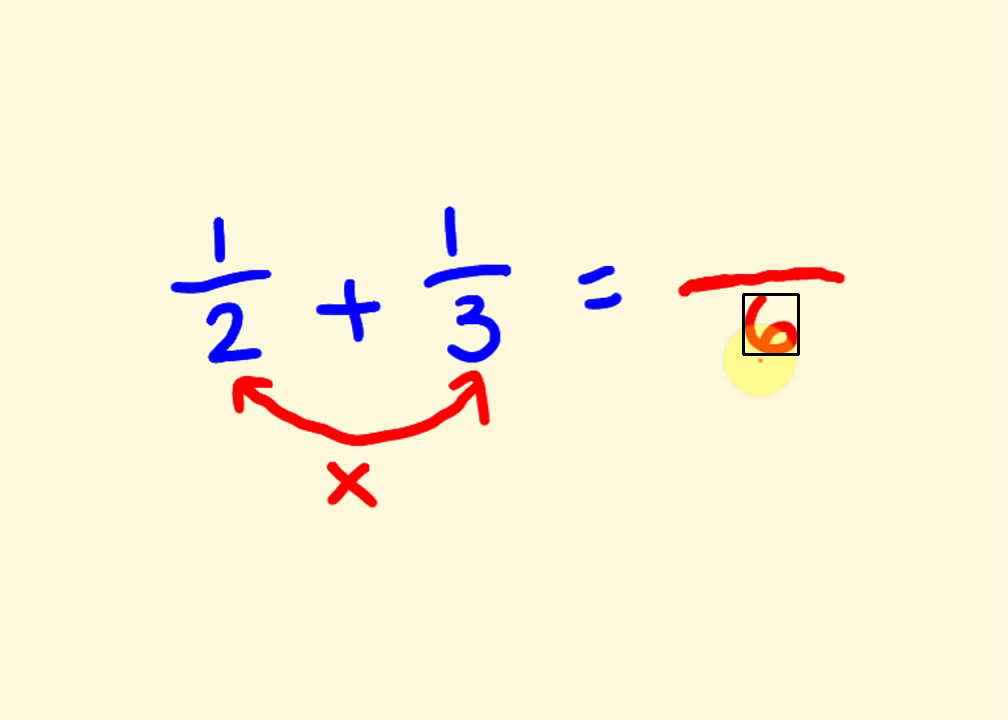 1/2 + 1/3 = /6
×